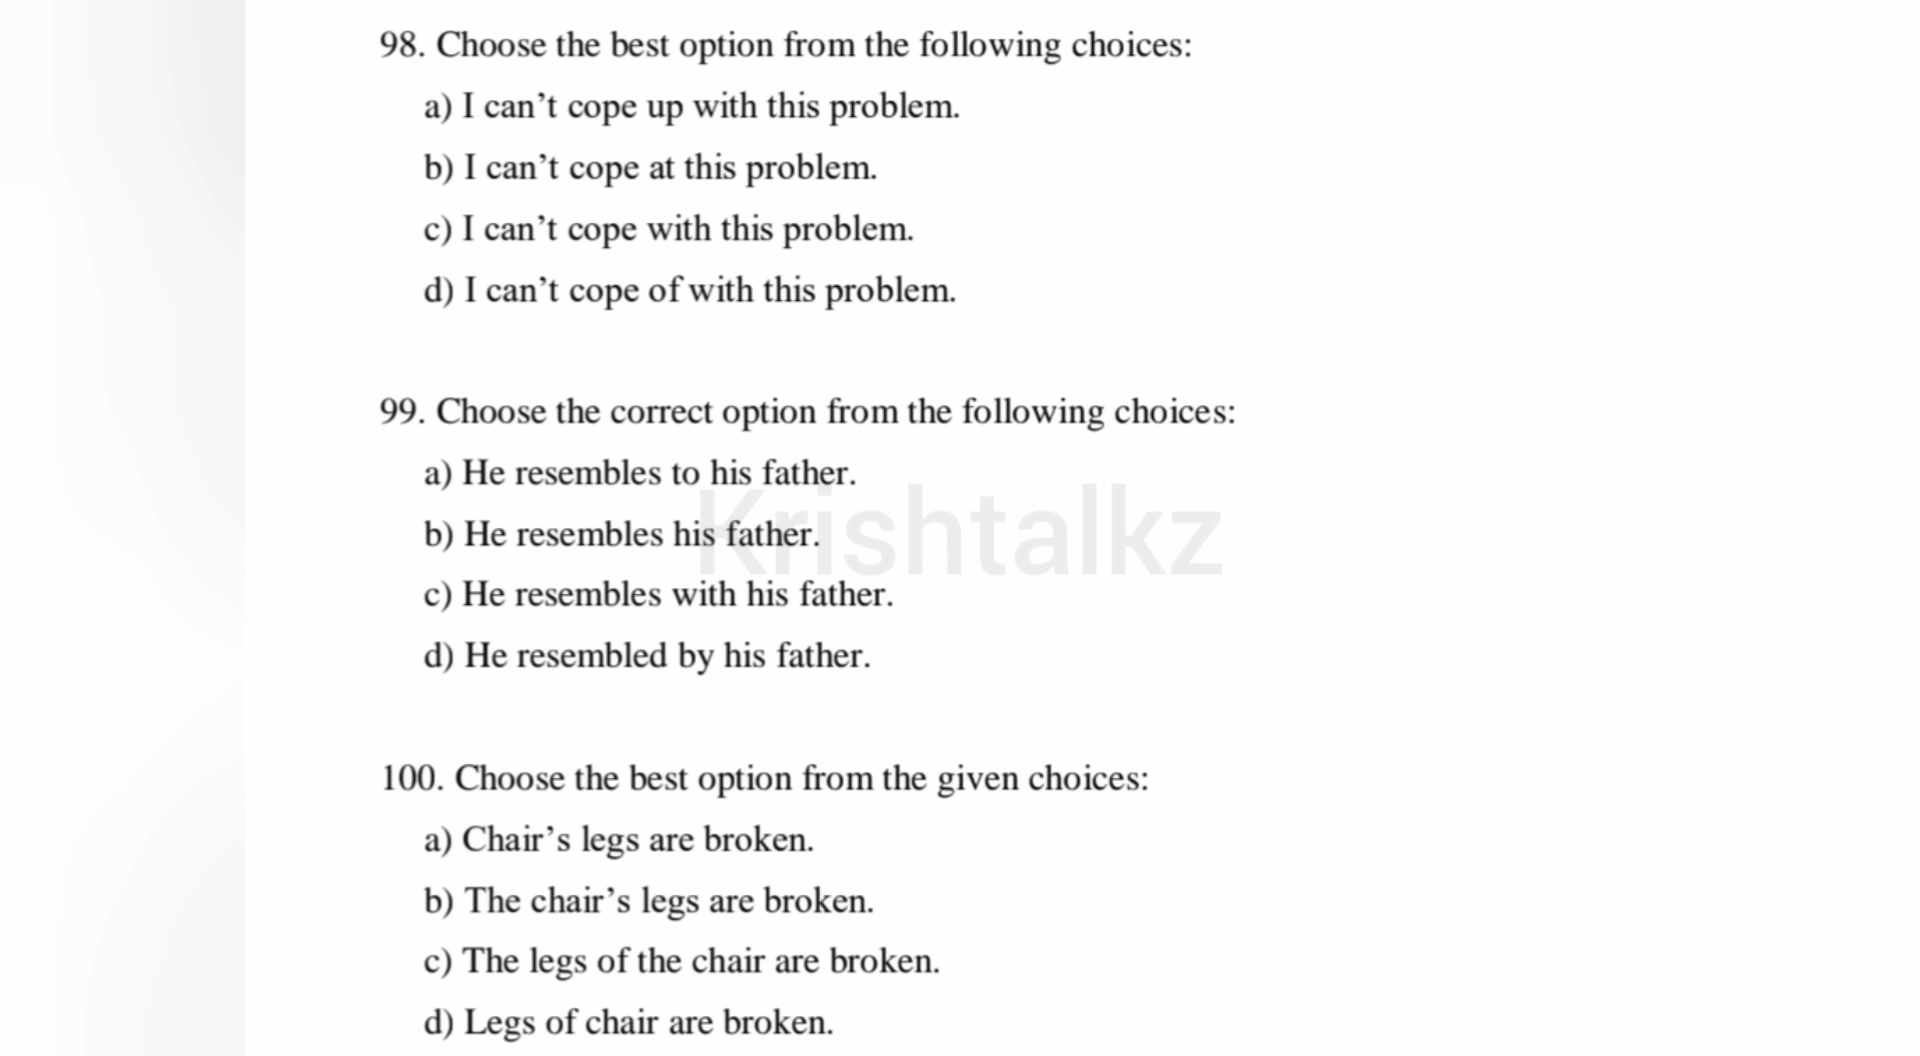 98. Choose the best option from the following choices:
a) I can’t cope up with this problem.
b) I can’t cope at this problem.
c) I can’t cope with this problem.
d) I can’t cope of with this problem.
99. Choose the correct option from the following choices:
a) He resembles to his father.
b) He resembles his father.
c) He resembles with his father.
d) He resembled by his father.
Krishtalkz
100. Choose the best option from the given choices:
a) Chair’s legs are broken.
b) The chair’s legs are broken.
c) The legs of the chair are broken.
d) Legs of chair are broken.